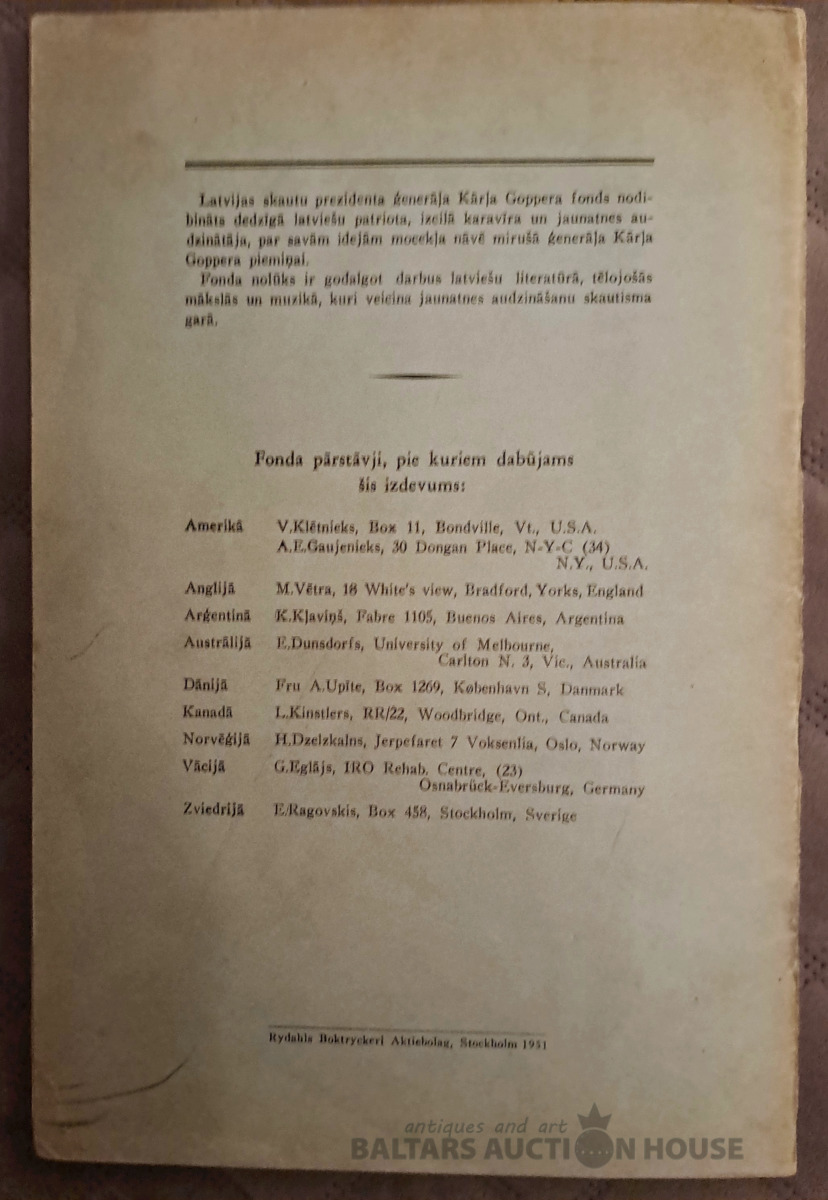 Latvijas skautu prezidenta ģenerāļa Kārļa Goppera fonds nodi-
bināts dedzīgā latviešu patriota, izcilā karavīra un jaunatnes au-
dzinātāja, par savām idejām mocekļa nāvē mirušā ģenerāļa Kārļa
Goppera piemiņai.
Fonda nolūks ir godalgot darbus latviešu literatūrā, tēlojošās
mākslās un muzikā, kuri veicina jaunatnes audzināšanu skautisma
garā.
Fonda pārstāvji, pie kuriem dabūjams
šis izdevums:
Amerikā V.Klētnieks, Box 11, Bondville, Vt., U.S.A.
A.E.Gaujenieks, 30 Dongan Place, N-Y-C (34)
N.Y., U.S.A.
Anglijā M.Vētra, 18 White's view, Bradford, Yorks, England
Arģentinā K.Kļaviņš, Fabre 1105, Buenos Aires, Argentina
Austrālijā E.Dunsdorfs, University of Melbourne,
Carlton N. 3, Vic., Australia
Dānijā Fru A.Upīte, Box 1269, København S, Danmark
Kanadā L.Kinstlers, RR/22, Woodbridge, Ont., Canada
Norvēģijā H.Dzelzkalns, Jerpefaret 7 Voksenlia, Oslo, Norway
Vācijā G.Eglājs, IRO Rehab. Centre, (23)
Osnabrück-Eversburg, Germany
Zviedrijā E.Ragovskis, Box 458, Stockholm, Sverige
Rydahls Boktryckeri Aktiebolag, Stockholm 1951
antiques and art
BALTARS AUCTION HOUSE